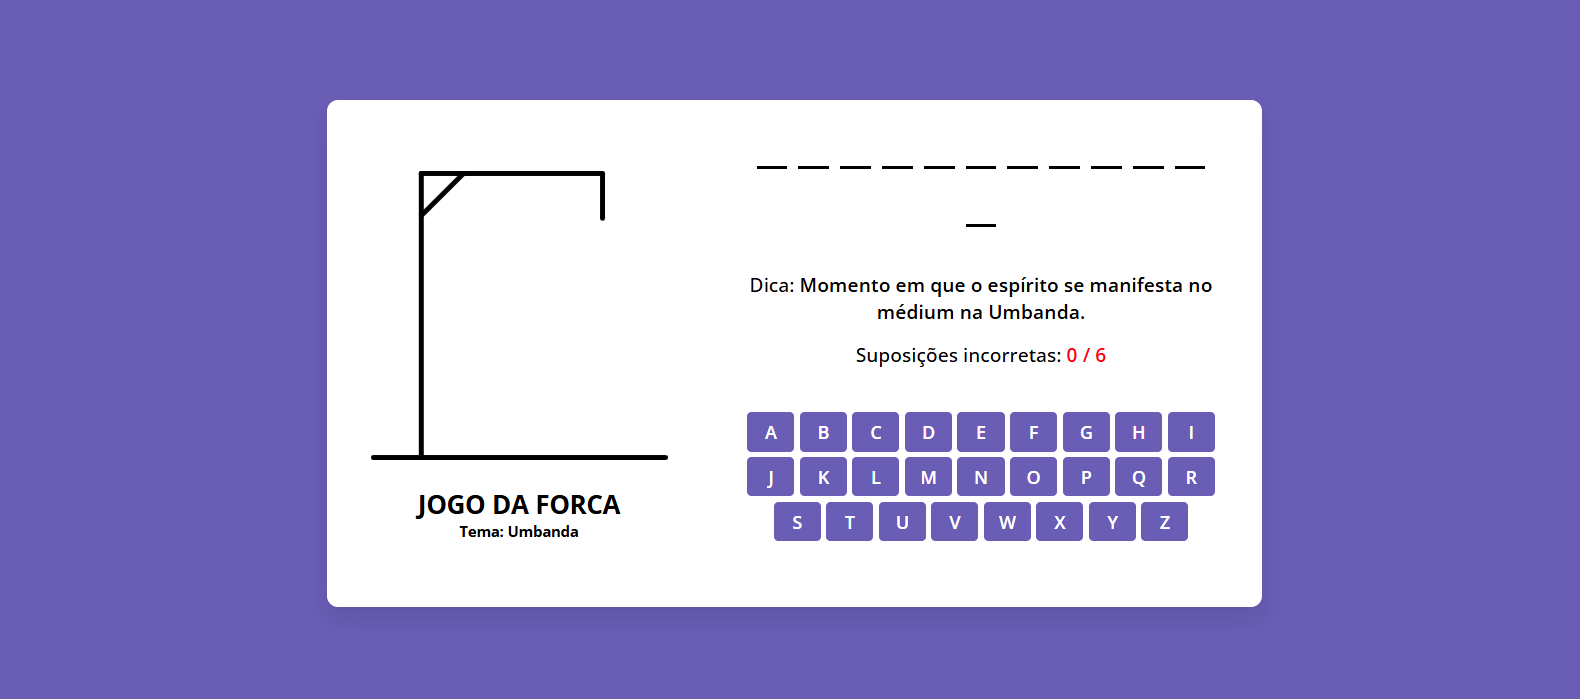 Dica: Momento em que o espírito se manifesta no
médium na Umbanda.
Suposições incorretas: 0 / 6
A B C D E F G H I
J K L M N O P Q R
S T U V W X Y Z
JOGO DA FORCA
Tema: Umbanda